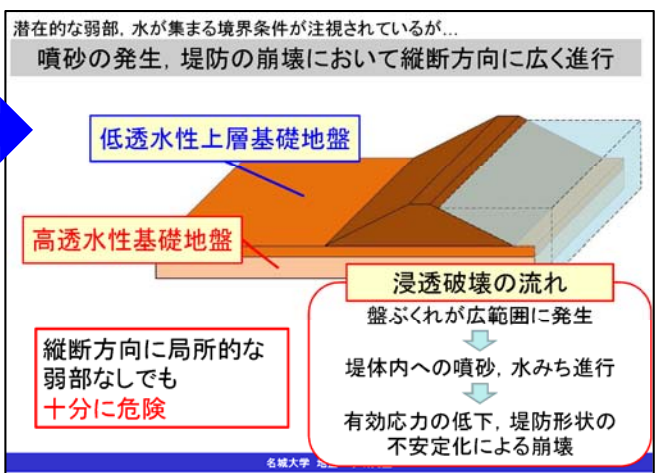 潜在的な弱部，水が集まる境界条件が注視されているが…
噴砂の発生，堤防の崩壊において縦断方向に広く進行
低透水性上層基礎地盤
高透水性基礎地盤
縦断方向に局所的な
弱部なしでも
十分に危険
浸透破壊の流れ
盤ぶくれが広範囲に発生
堤体内への噴砂，水みち進行
有効応力の低下，堤防形状の
不安定化による崩壊
名城大学